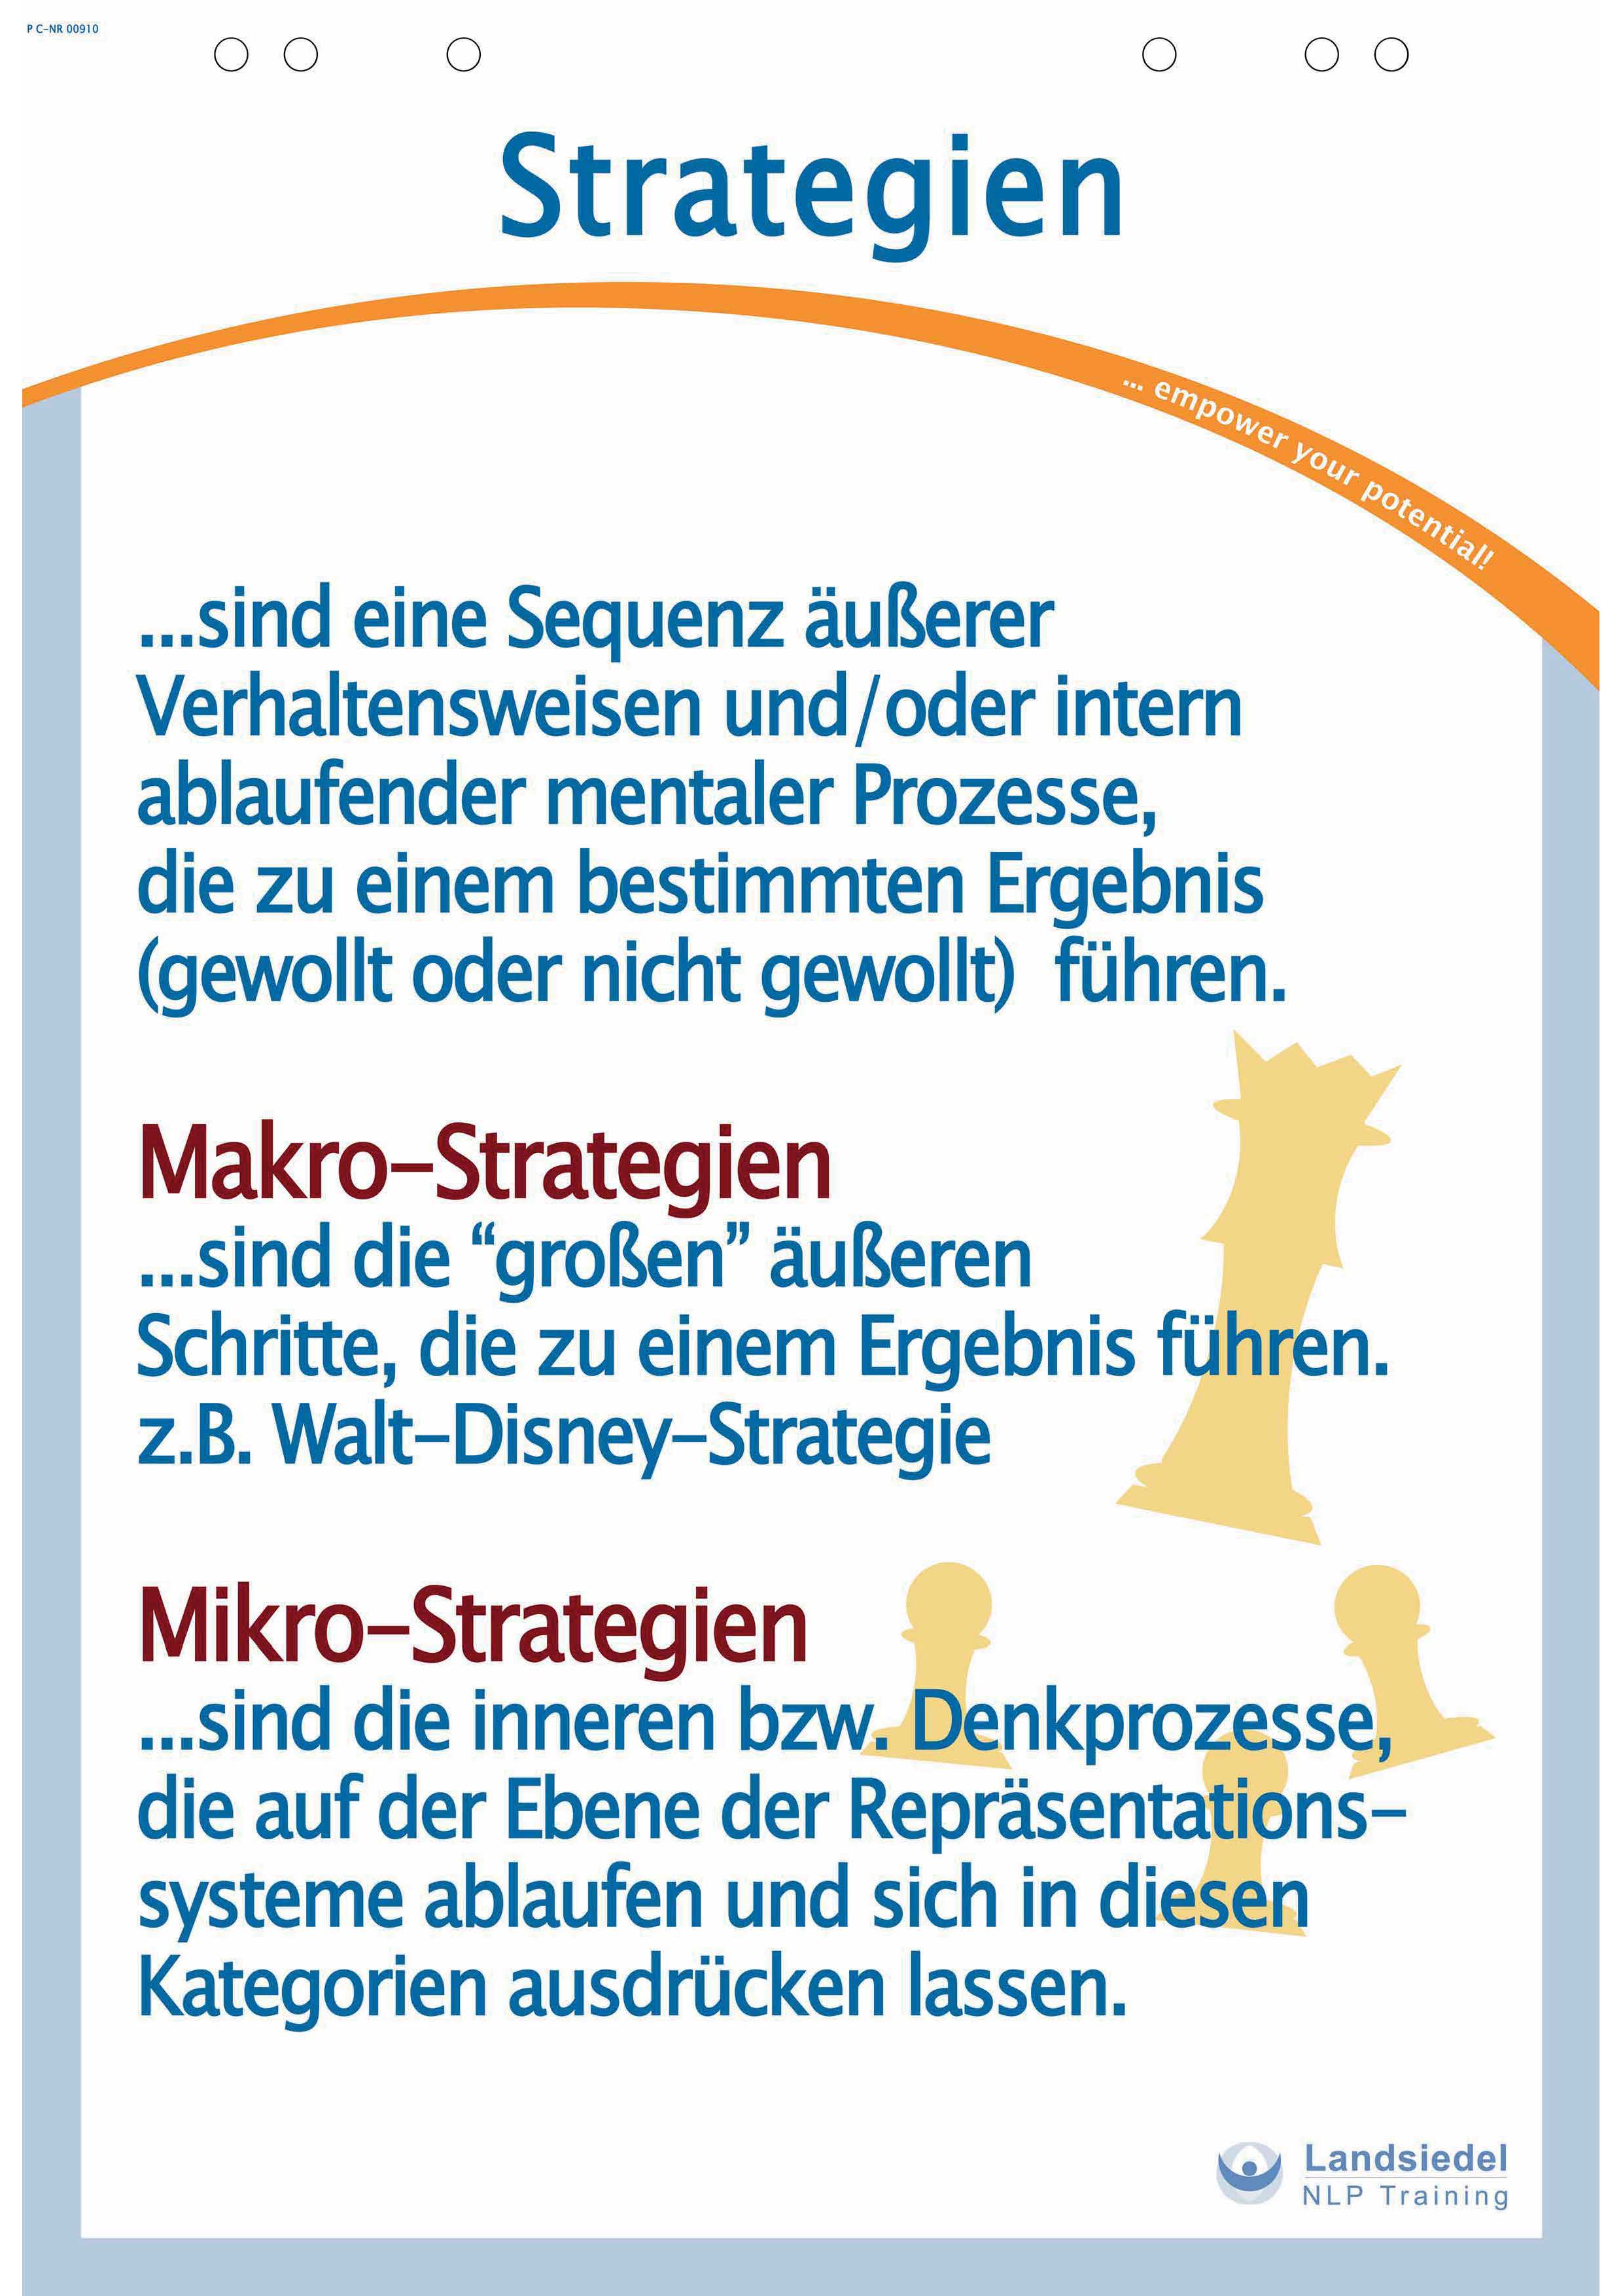 P C-NR 00910
Strategien
... empower your potential!
...sind eine Sequenz äußerer
Verhaltensweisen und/oder intern
ablaufender mentaler Prozesse,
die zu einem bestimmten Ergebnis
(gewollt oder nicht gewollt) führen.
Makro-Strategien
...sind die “großen” äußeren
Schritte, die zu einem Ergebnis führen.
z.B. Walt-Disney-Strategie
Mikro-Strategien
...sind die inneren bzw. Denkprozesse,
die auf der Ebene der Repräsentations-
systeme ablaufen und sich in diesen
Kategorien ausdrücken lassen.
Landsiedel
NLP Training